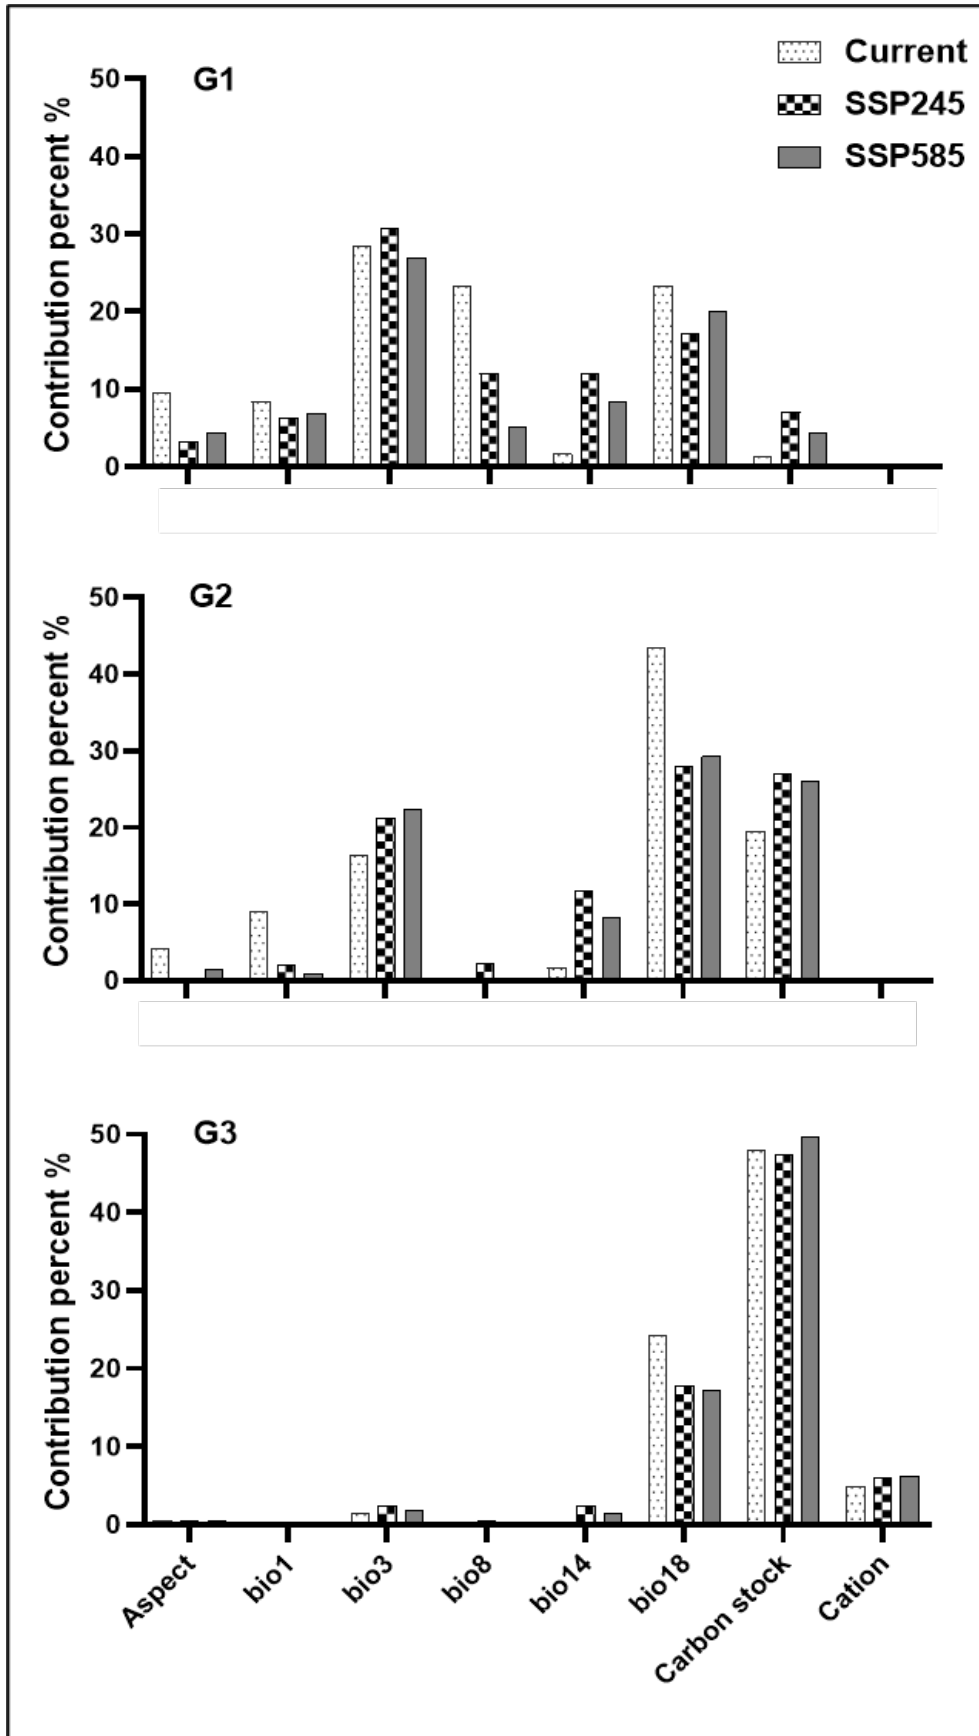 Current
SSP245
SSP585
G1
Contribution percent %
50
40
30
20
10
0
G2
Contribution percent %
50
40
30
20
10
0
G3
Contribution percent %
50
40
30
20
10
0
Aspect
bio1
bio3
bio8
bio14
bio18
Carbon stock
Cation